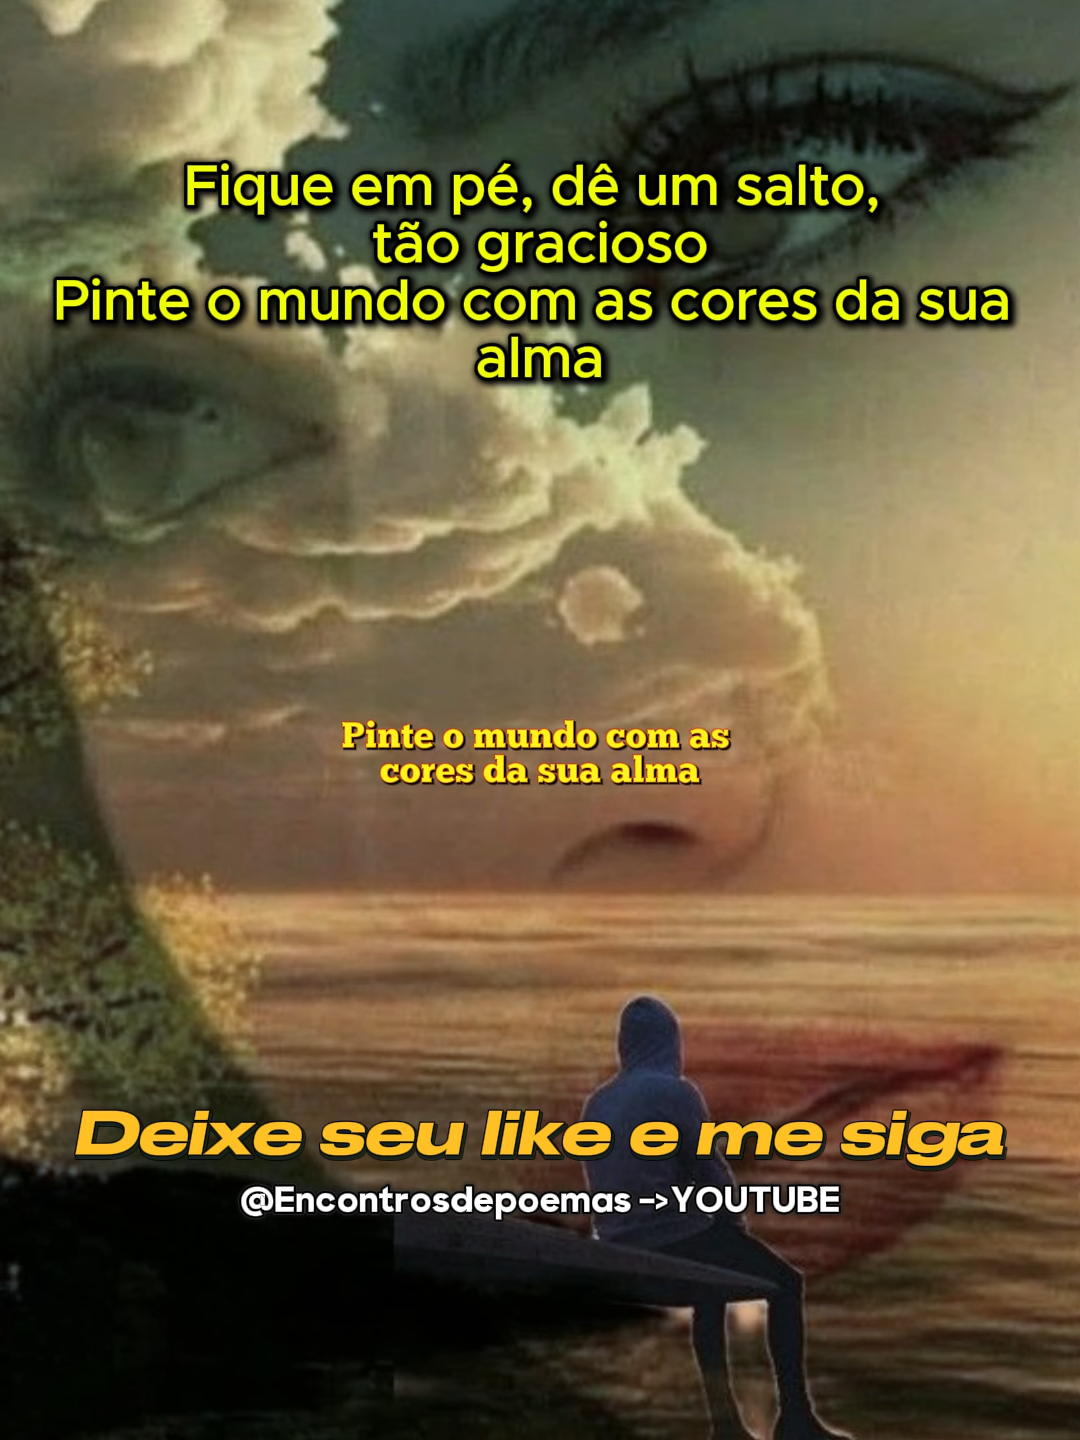 Fique em pé, dê um salto,
tão gracioso
Pinte o mundo com as cores da sua
alma
Pinte o mundo com as
cores da sua alma
Deixe seu like e me siga
@Encontrosdepoemas ->YOUTUBE